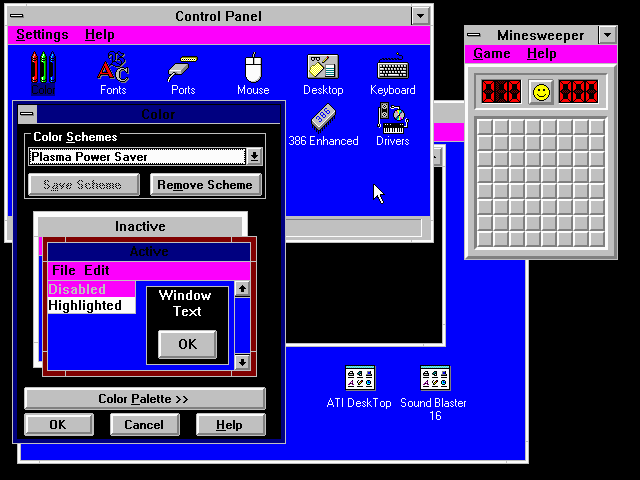 Control Panel
Settings Help
Color
Fonts
Ports
Mouse
Desktop
Keyboard
386
386 Enhanced
Drivers
Color
Color Schemes
Plasma Power Saver
Save Scheme
Remove Scheme
Inactive
Active
File Edit
Disabled
Highlighted
Window
Text
OK
Color Palette >>
OK
Cancel
Help
Minesweeper
Game Help
ATI DeskTop
Sound Blaster
16